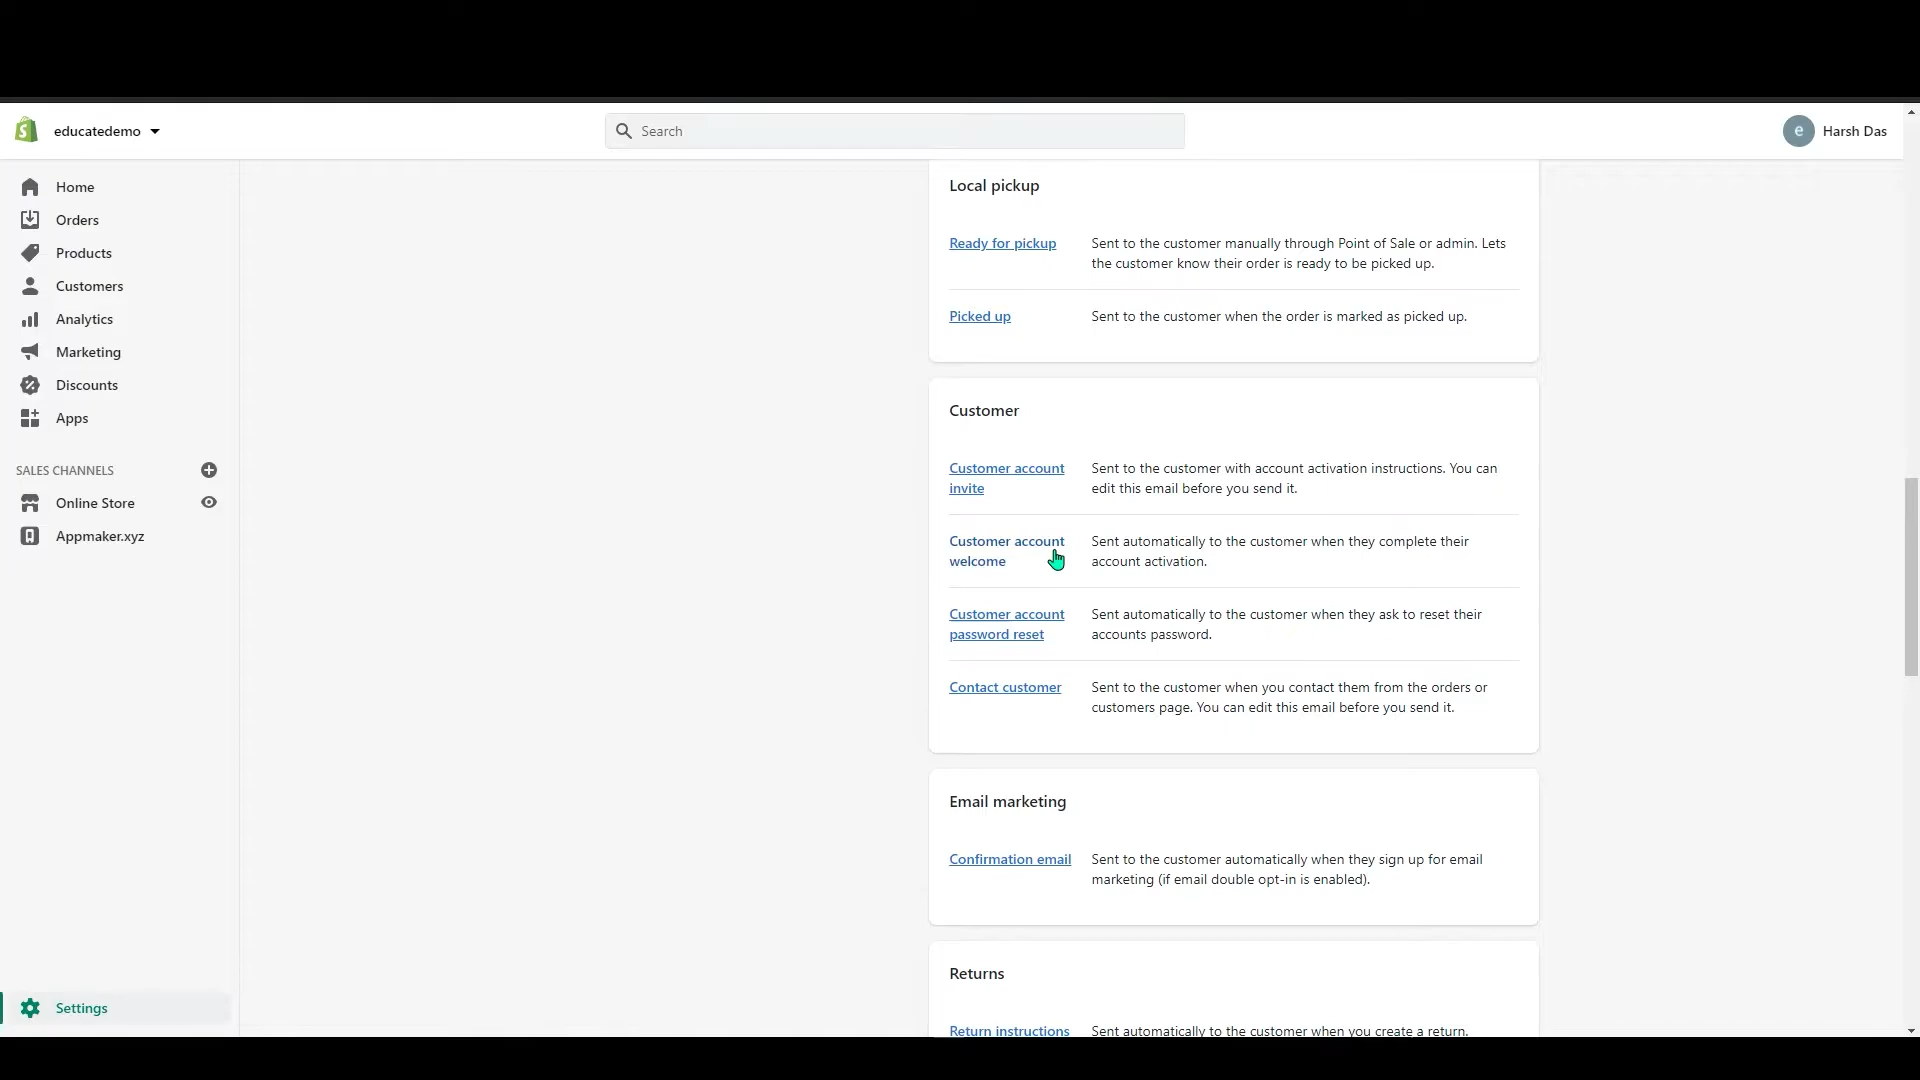 educatedemo
Search
e
Harsh Das
Home
Orders
Products
Customers
Analytics
Marketing
Discounts
Apps
SALES CHANNELS
Online Store
Appmaker.xyz
Settings
Local pickup
Ready for pickup
Sent to the customer manually through Point of Sale or admin. Lets
the customer know their order is ready to be picked up.
Picked up
Sent to the customer when the order is marked as picked up.
Customer
Customer account
invite
Sent to the customer with account activation instructions. You can
edit this email before you send it.
Customer account
welcome
Sent automatically to the customer when they complete their
account activation.
Customer account
password reset
Sent automatically to the customer when they ask to reset their
accounts password.
Contact customer
Sent to the customer when you contact them from the orders or
customers page. You can edit this email before you send it.
Email marketing
Confirmation email
Sent to the customer automatically when they sign up for email
marketing (if email double opt-in is enabled).
Returns
Return instructions
Sent automatically to the customer when you create a return.